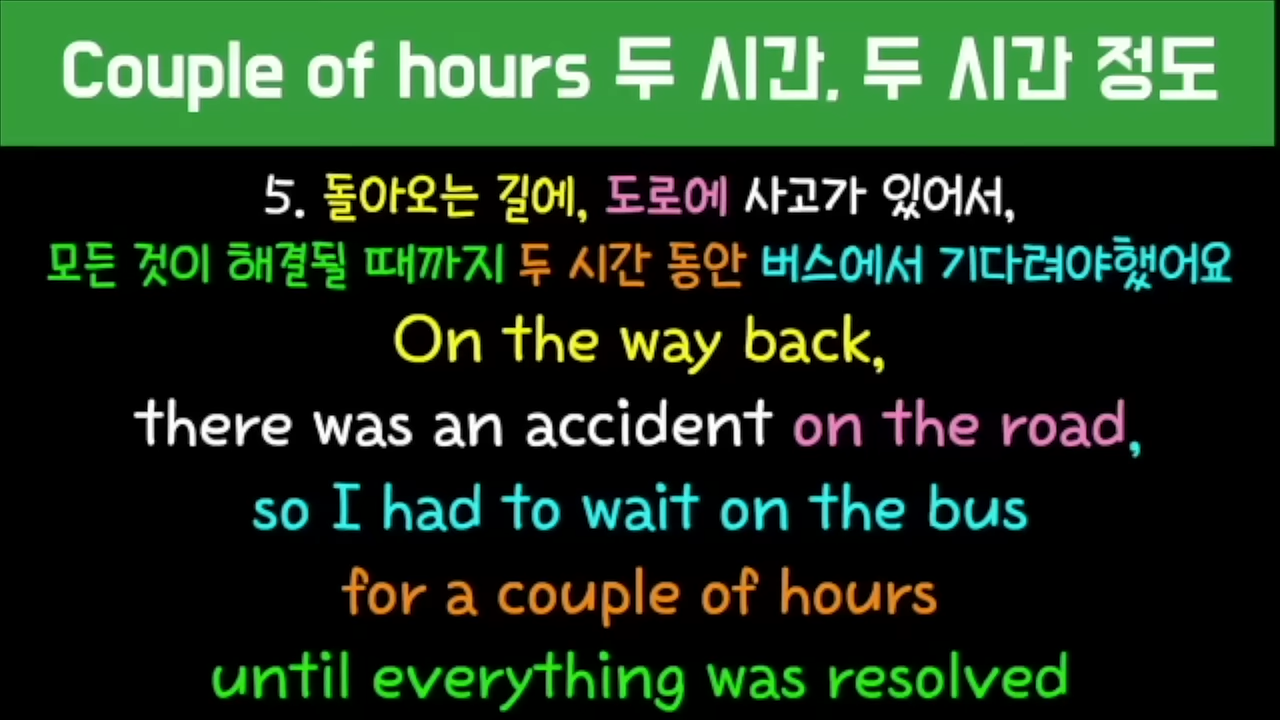 Couple of hours 두 시간, 두 시간 정도
5. 돌아오는 길에, 도로에 사고가 있어서,
모든 것이 해결될 때까지 두 시간 동안 버스에서 기다려야했어요
On the way back,
there was an accident on the road,
so I had to wait on the bus
for a couple of hours
until everything was resolved